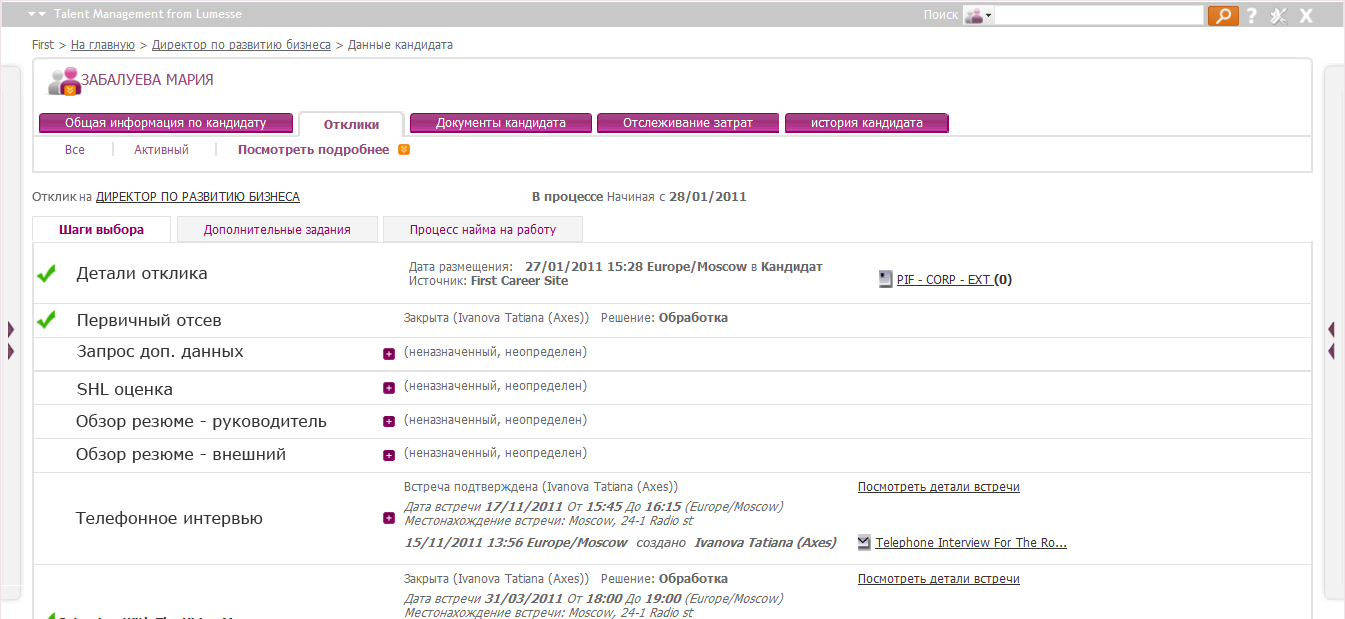 Talent Management from Lumesse Поиск ? X
First > На главную > Директор по развитию бизнеса > Данные кандидата
ЗАБАЛУЕВА МАРИЯ
Общая информация по кандидату Отклики Документы кандидата Отслеживание затрат история кандидата
Все Активный Посмотреть подробнее
Отклик на ДИРЕКТОР ПО РАЗВИТИЮ БИЗНЕСА В процессе Начиная с 28/01/2011
Шаги выбора Дополнительные задания Процесс найма на работу
Детали отклика
Дата размещения: 27/01/2011 15:28 Europe/Moscow в Кандидат
Источник: First Career Site
PIF - CORP - EXT (0)
Первичный отсев Закрыта (Ivanova Tatiana (Axes)) Решение: Обработка
Запрос доп. данных (неназначенный, неопределен)
SHL оценка (неназначенный, неопределен)
Обзор резюме - руководитель (неназначенный, неопределен)
Обзор резюме - внешний (неназначенный, неопределен)
Телефонное интервью
Встреча подтверждена (Ivanova Tatiana (Axes)) Посмотреть детали встречи
Дата встречи 17/11/2011 От 15:45 До 16:15 (Europe/Moscow)
Местонахождение встречи: Moscow, 24-1 Radio st
15/11/2011 13:56 Europe/Moscow создано Ivanova Tatiana (Axes) Telephone Interview For The Ro...
Закрыта (Ivanova Tatiana (Axes)) Решение: Обработка Посмотреть детали встречи
Дата встречи 31/03/2011 От 18:00 До 19:00 (Europe/Moscow)
Местонахождение встречи: Moscow, 24-1 Radio st